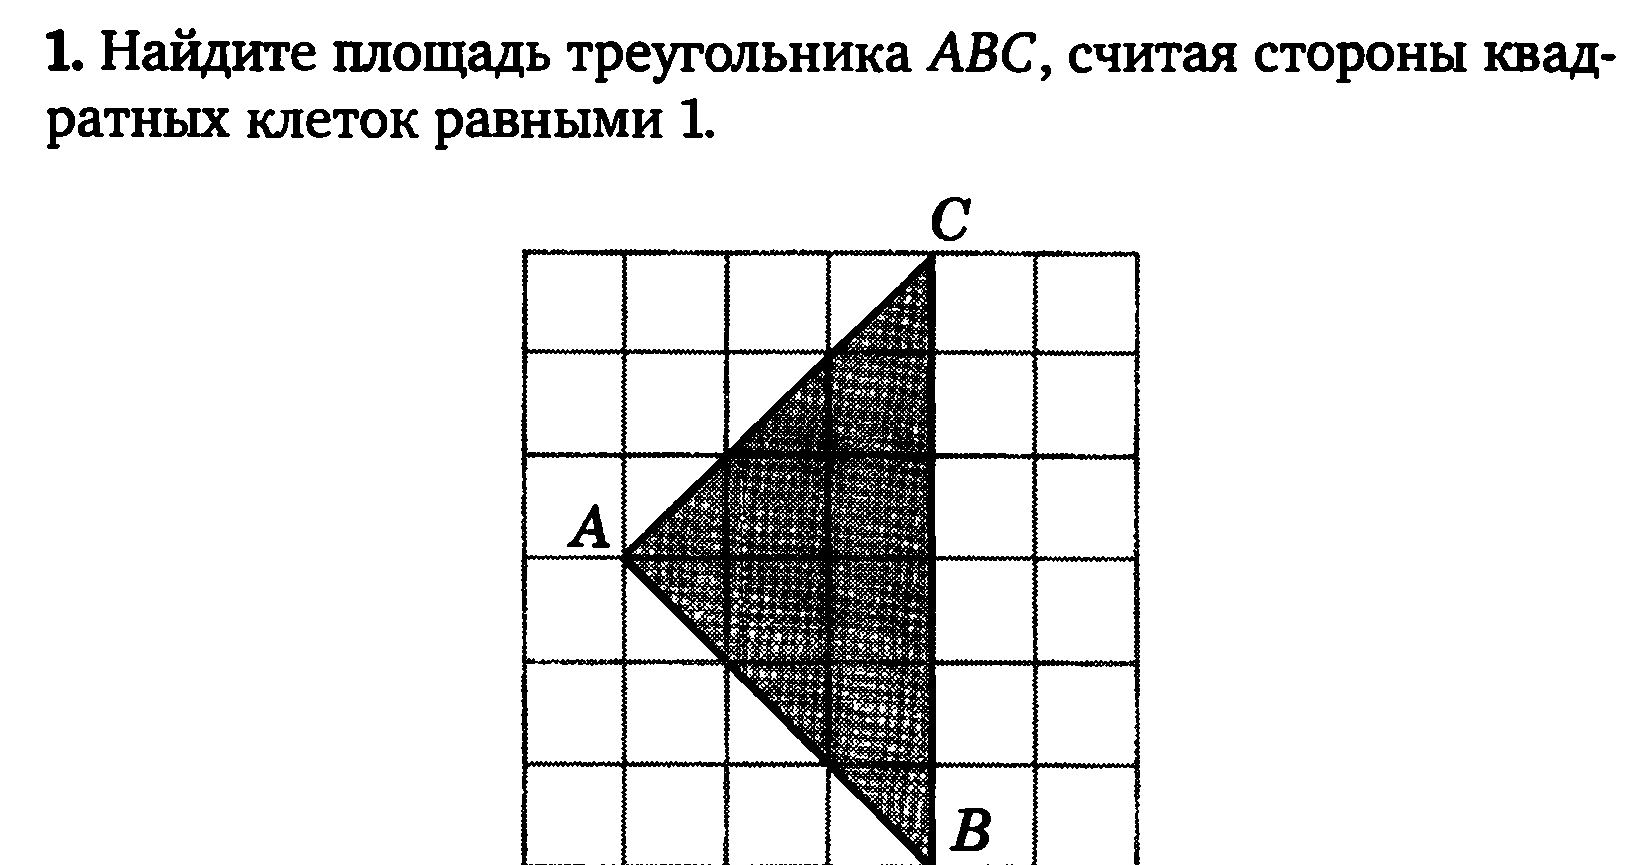 1. Найдите площадь треугольника ABC, считая стороны квад-
ратных клеток равными 1.
C
A
B